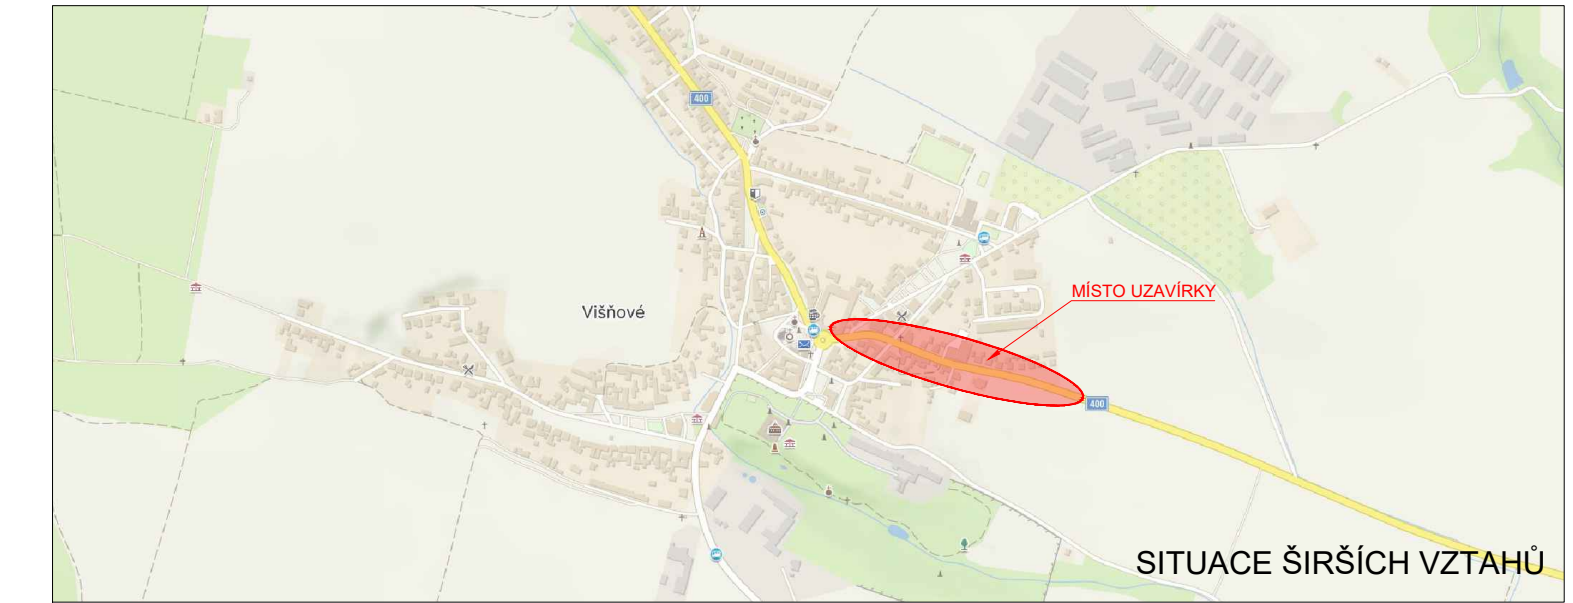 400
MÍSTO UZAVÍRKY
Višňové
400
SITUACE ŠIRŠÍCH VZTAHŮ